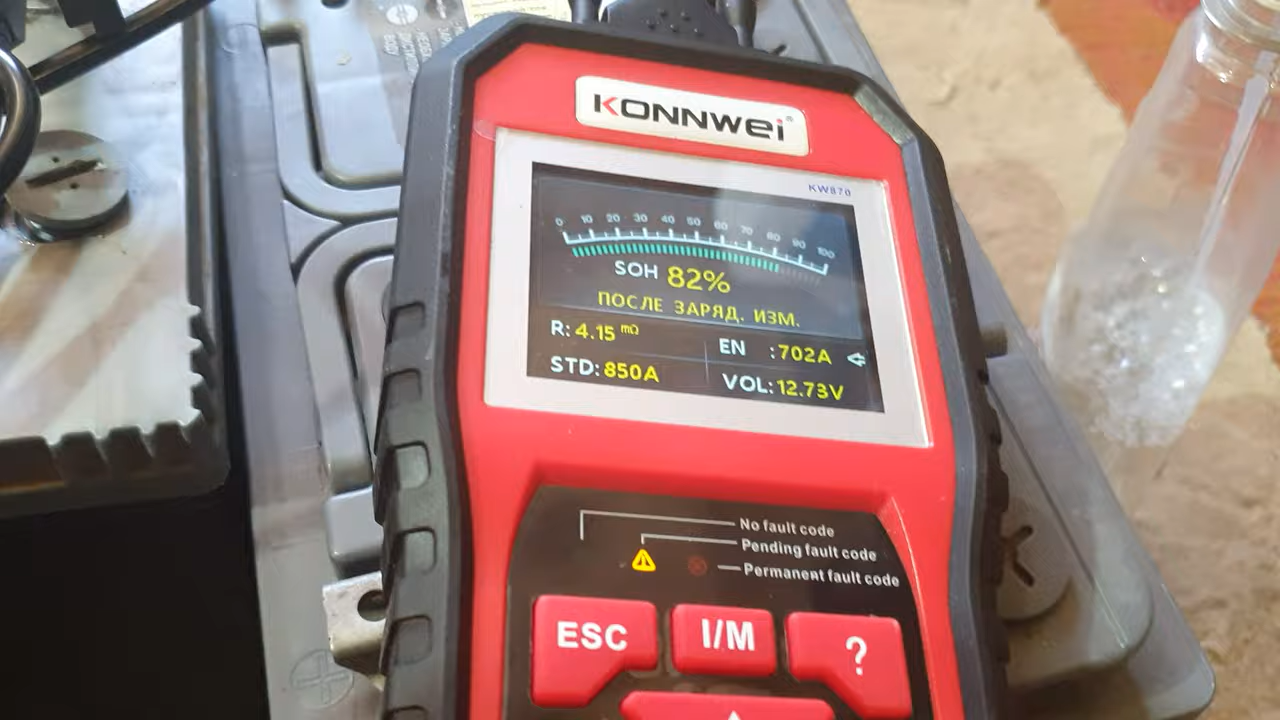 KONNWEI®
KW870
0 10 20 30 40 50 60 70 80 90 100
SOH 82%
ПОСЛЕ ЗАРЯД. ИЗМ.
R: 4.15 mΩ
EN :702A
STD: 850A
VOL: 12.73V
No fault code
Pending fault code
Permanent fault code
ESC
I/M
?